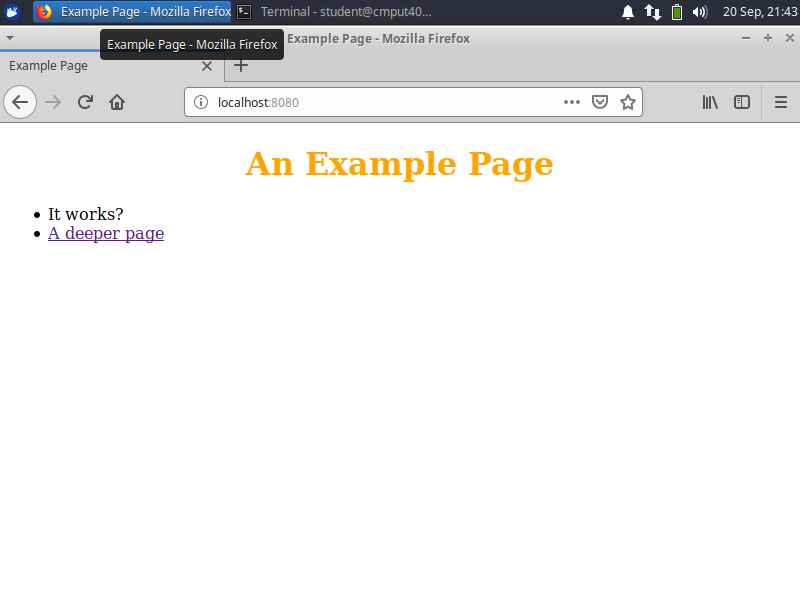 Example Page - Mozilla Firefox
Terminal - student@cmput40...
20 Sep, 21:43
Example Page - Mozilla Firefox
Example Page - Mozilla Firefox
Example Page
localhost:8080
An Example Page
It works?
A deeper page